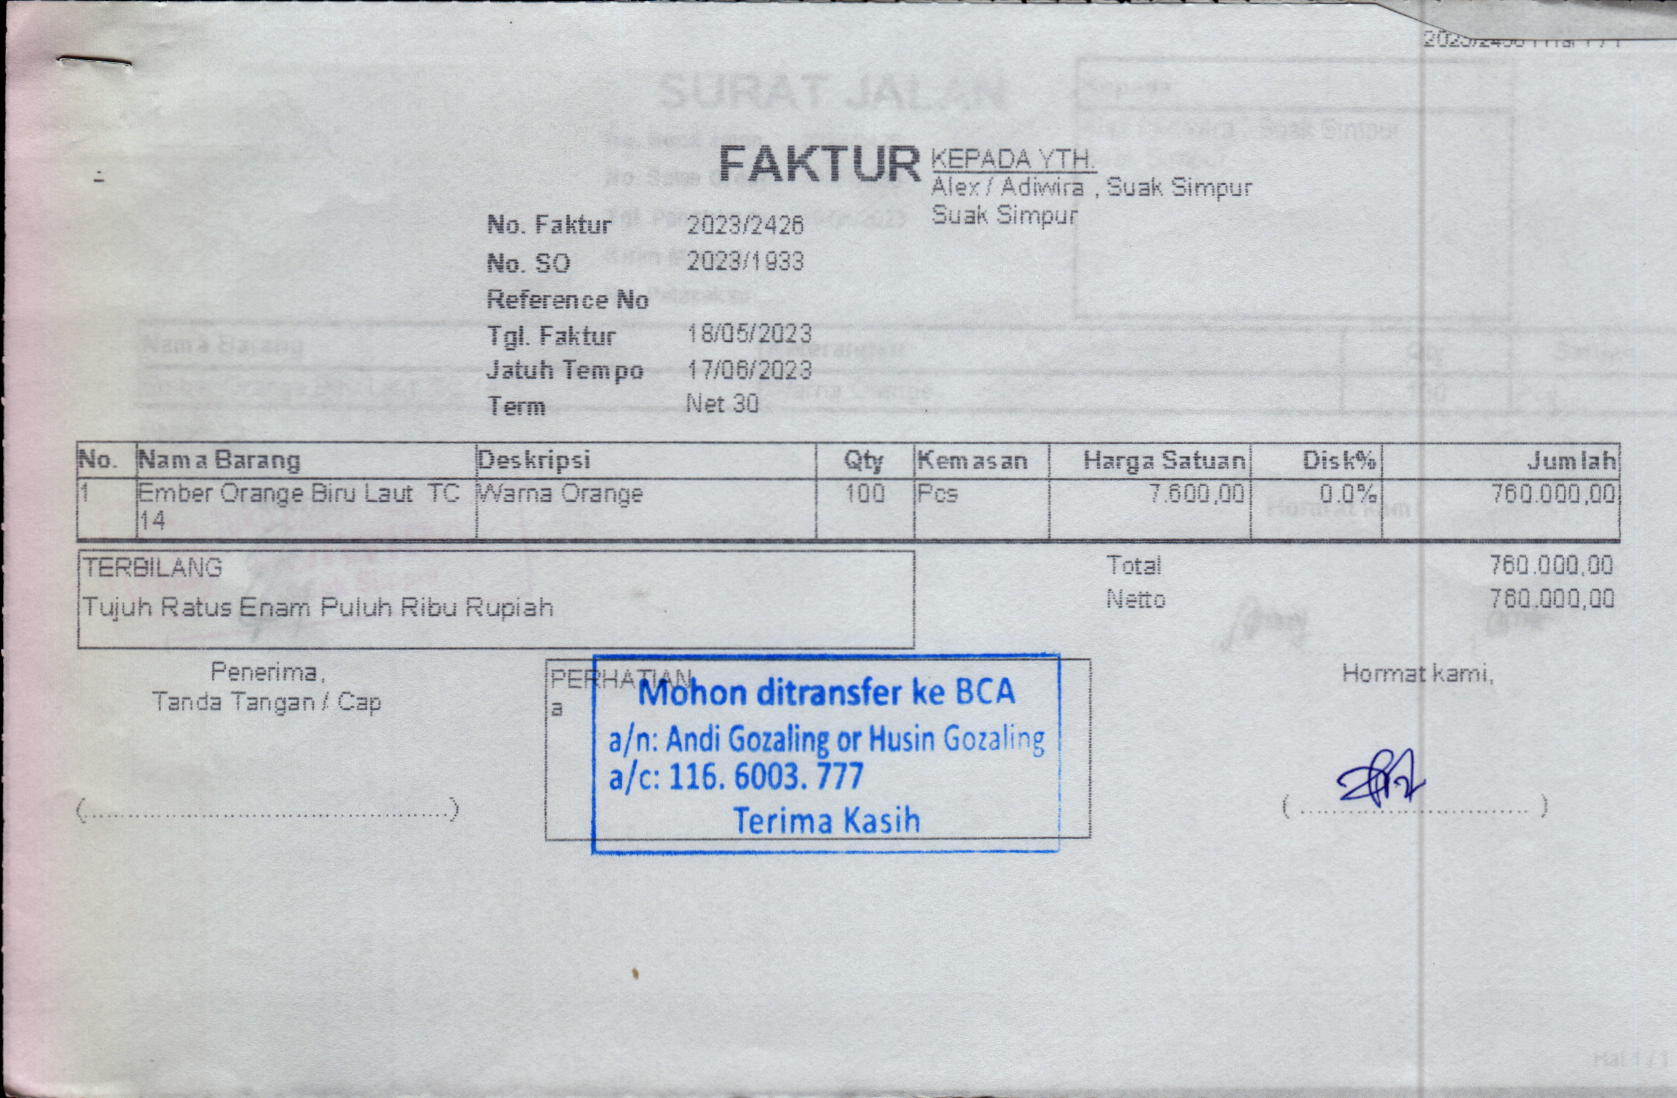 FAKTUR
KEPADA YTH.
Alex / Adiwira , Suak Simpur
Suak Simpur
No. Faktur 2023/2426
No. SO 2023/1933
Reference No
Tgl. Faktur 18/05/2023
Jatuh Tempo 17/06/2023
Term Net 30
No. Nama Barang Deskripsi Qty Kemasan Harga Satuan Disk% Jumlah
1 Ember Orange Biru Laut TC 14 Warna Orange 100 Pcs 7.600,00 0.0% 760.000,00
TERBILANG
Tujuh Ratus Enam Puluh Ribu Rupiah
Total 760.000,00
Netto 760.000,00
Penerima,
Tanda Tangan / Cap
PERHATIAN
a
Mohon ditransfer ke BCA
a/n: Andi Gozaling or Husin Gozaling
a/c: 116. 6003. 777
Terima Kasih
Hormat kami,
SURAT JALAN